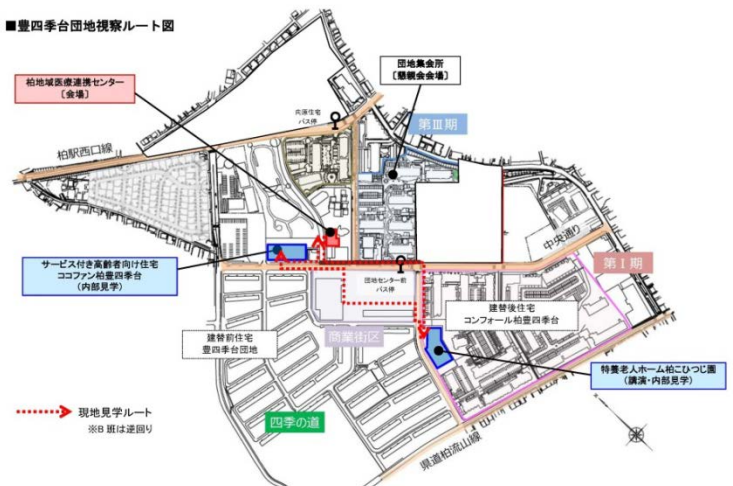 ■豊四季台団地視察ルート図
団地集会所
〔懇親会会場〕
柏地域医療連携センター
〔会場〕
向原住宅
バス停
第Ⅲ期
柏駅西口線
中央通り
サービス付き高齢者向け住宅
ココファン柏豊四季台
（内部見学）
第Ⅰ期
団地センター前
バス停
建替後住宅
コンフォール柏豊四季台
建替前住宅
豊四季台団地
商業街区
特養老人ホーム柏こひつじ園
（講演・内部見学）
現地見学ルート
※B 班は逆回り
四季の道
県道柏流山線